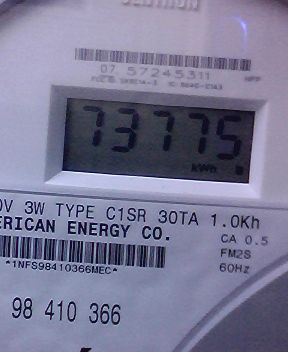 CENTRON
07 57245311
73775
kWh
0V 3W TYPE C1SR 30TA 1.0Kh
ERICAN ENERGY CO.
CA 0.5
FM2S
60Hz
*1NFS98410366MEC*
98 410 366